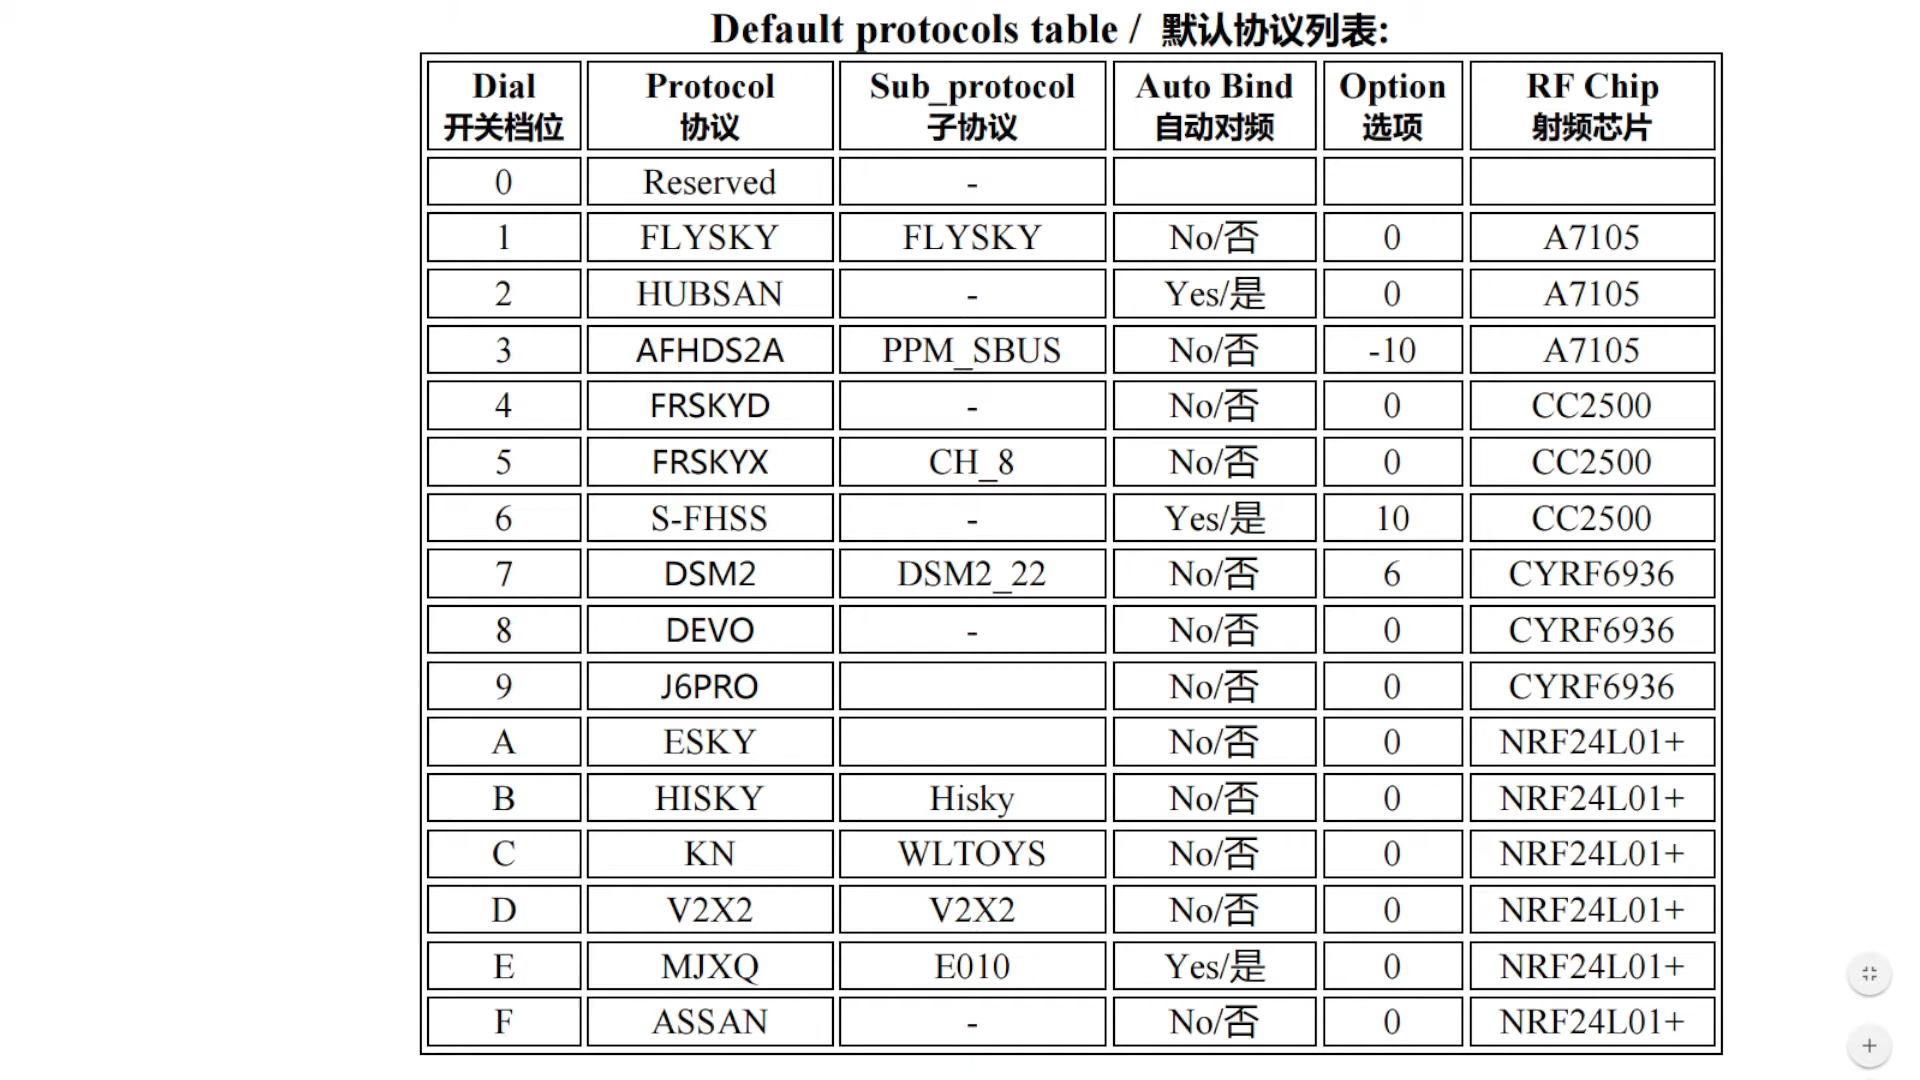 Default protocols table / 默认协议列表:
Dial Protocol Sub_protocol Auto Bind Option RF Chip
开关档位 协议 子协议 自动对频 选项 射频芯片
0 Reserved -
1 FLYSKY FLYSKY No/否 0 A7105
2 HUBSAN - Yes/是 0 A7105
3 AFHDS2A PPM_SBUS No/否 -10 A7105
4 FRSKYD - No/否 0 CC2500
5 FRSKYX CH_8 No/否 0 CC2500
6 S-FHSS - Yes/是 10 CC2500
7 DSM2 DSM2_22 No/否 6 CYRF6936
8 DEVO - No/否 0 CYRF6936
9 J6PRO No/否 0 CYRF6936
A ESKY No/否 0 NRF24L01+
B HISKY Hisky No/否 0 NRF24L01+
C KN WLTOYS No/否 0 NRF24L01+
D V2X2 V2X2 No/否 0 NRF24L01+
E MJXQ E010 Yes/是 0 NRF24L01+
F ASSAN - No/否 0 NRF24L01+